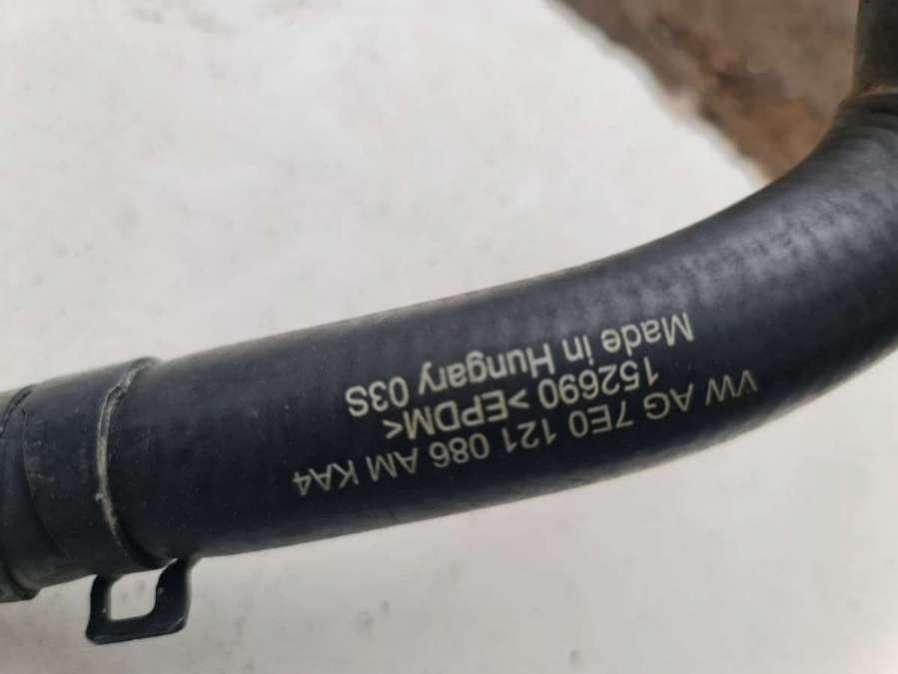 VW AG 7E0 121 086 AM KA4
152690 >EPDM<
Made in Hungary 03S